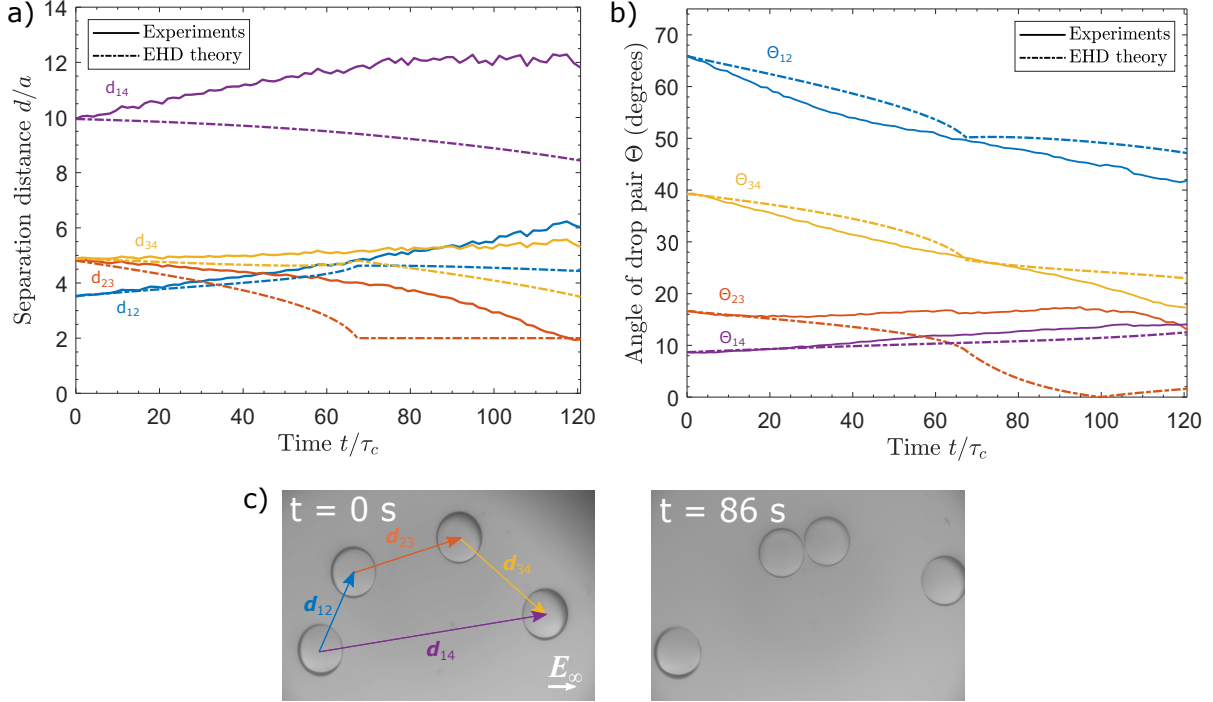 a)
Experiments
EHD theory
d14
d34
d23
d12
Separation distance d/a
0
2
4
6
8
10
12
14
0 20 40 60 80 100 120
Time t/τc
b)
Experiments
EHD theory
Θ12
Θ34
Θ23
Θ14
Angle of drop pair Θ (degrees)
0
10
20
30
40
50
60
70
0 20 40 60 80 100 120
Time t/τc
c)
t = 0 s
d23
d34
d12
d14
E∞
t = 86 s